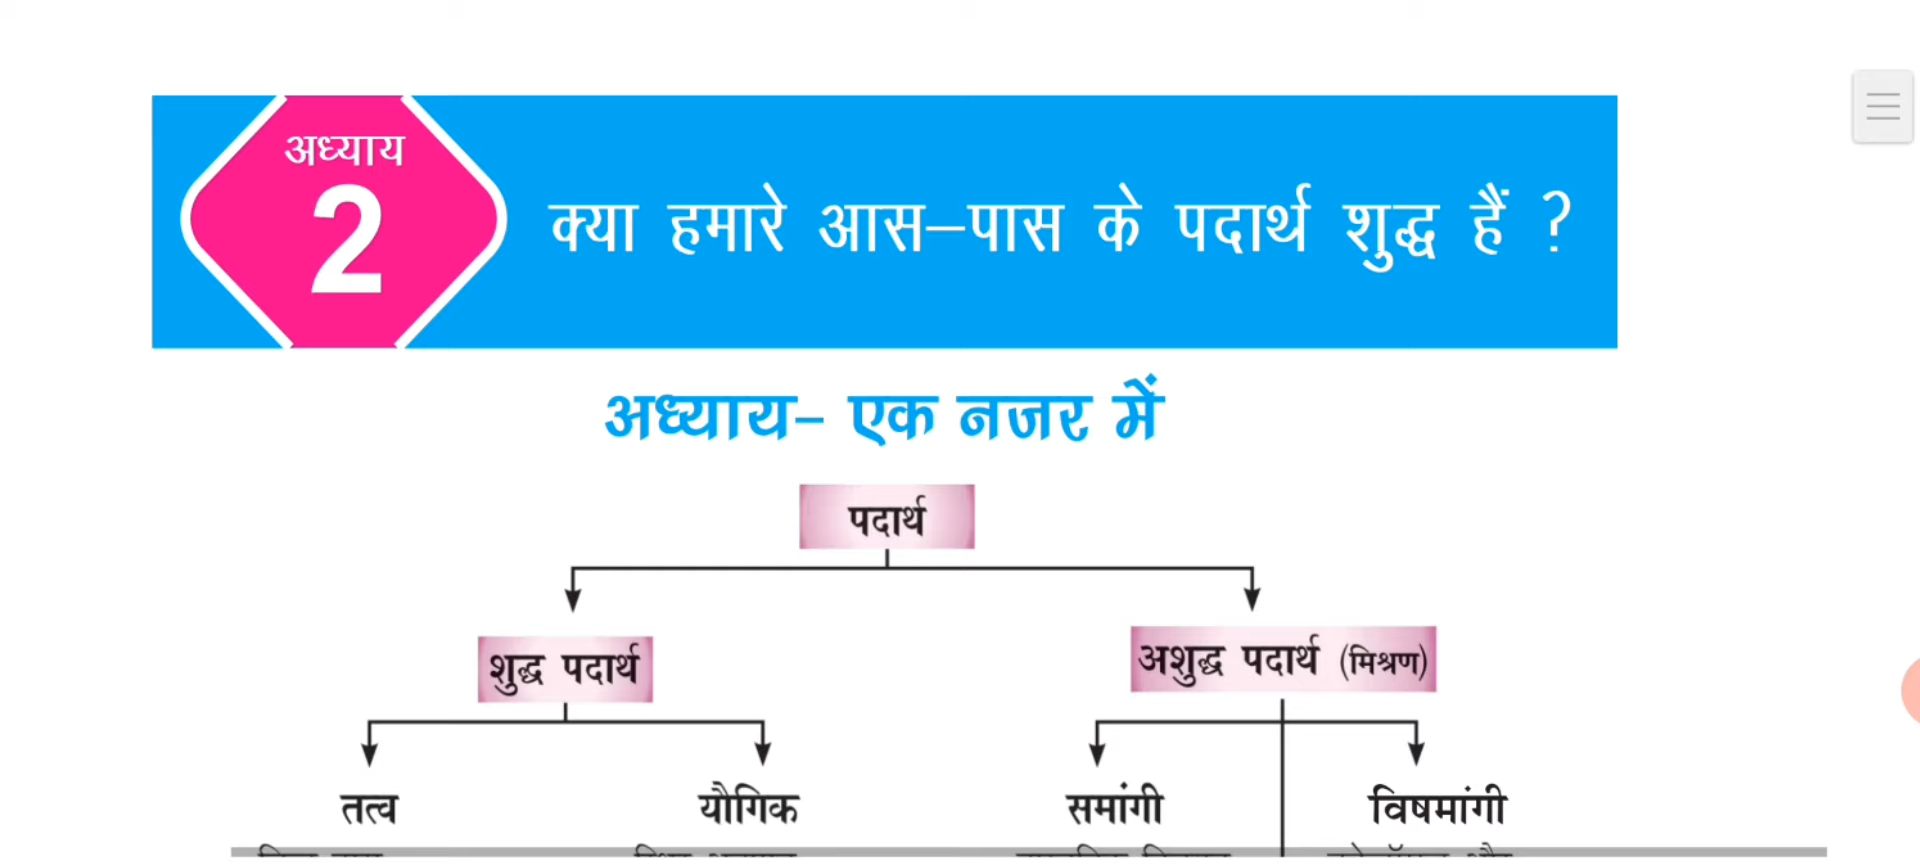 अध्याय
2
क्या हमारे आस–पास के पदार्थ शुद्ध हैं ?
अध्याय– एक नजर में
पदार्थ
शुद्ध पदार्थ
अशुद्ध पदार्थ (मिश्रण)
तत्व यौगिक समांगी विषमांगी